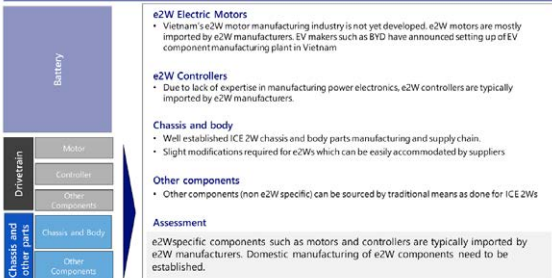 Battery
Drivetrain
Motor
Controller
Other
Components
Chassis and
other parts
Chassis and Body
Other
Components
e2W Electric Motors
• Vietnam's e2W motor manufacturing industry is not yet developed. e2W motors are mostly
imported by e2W manufacturers. EV makers such as BYD have announced setting up of EV
component manufacturing plant in Vietnam
e2W Controllers
• Due to lack of expertise in manufacturing power electronics, e2W controllers are typically
imported by e2W manufacturers.
Chassis and body
• Well established ICE 2W chassis and body parts manufacturing and supply chain.
• Slight modifications required for e2Ws which can be easily accommodated by suppliers
Other components
• Other components (non e2W specific) can be sourced by traditional means as done for ICE 2Ws
Assessment
e2Wspecific components such as motors and controllers are typically imported by
e2W manufacturers. Domestic manufacturing of e2W components need to be
established.